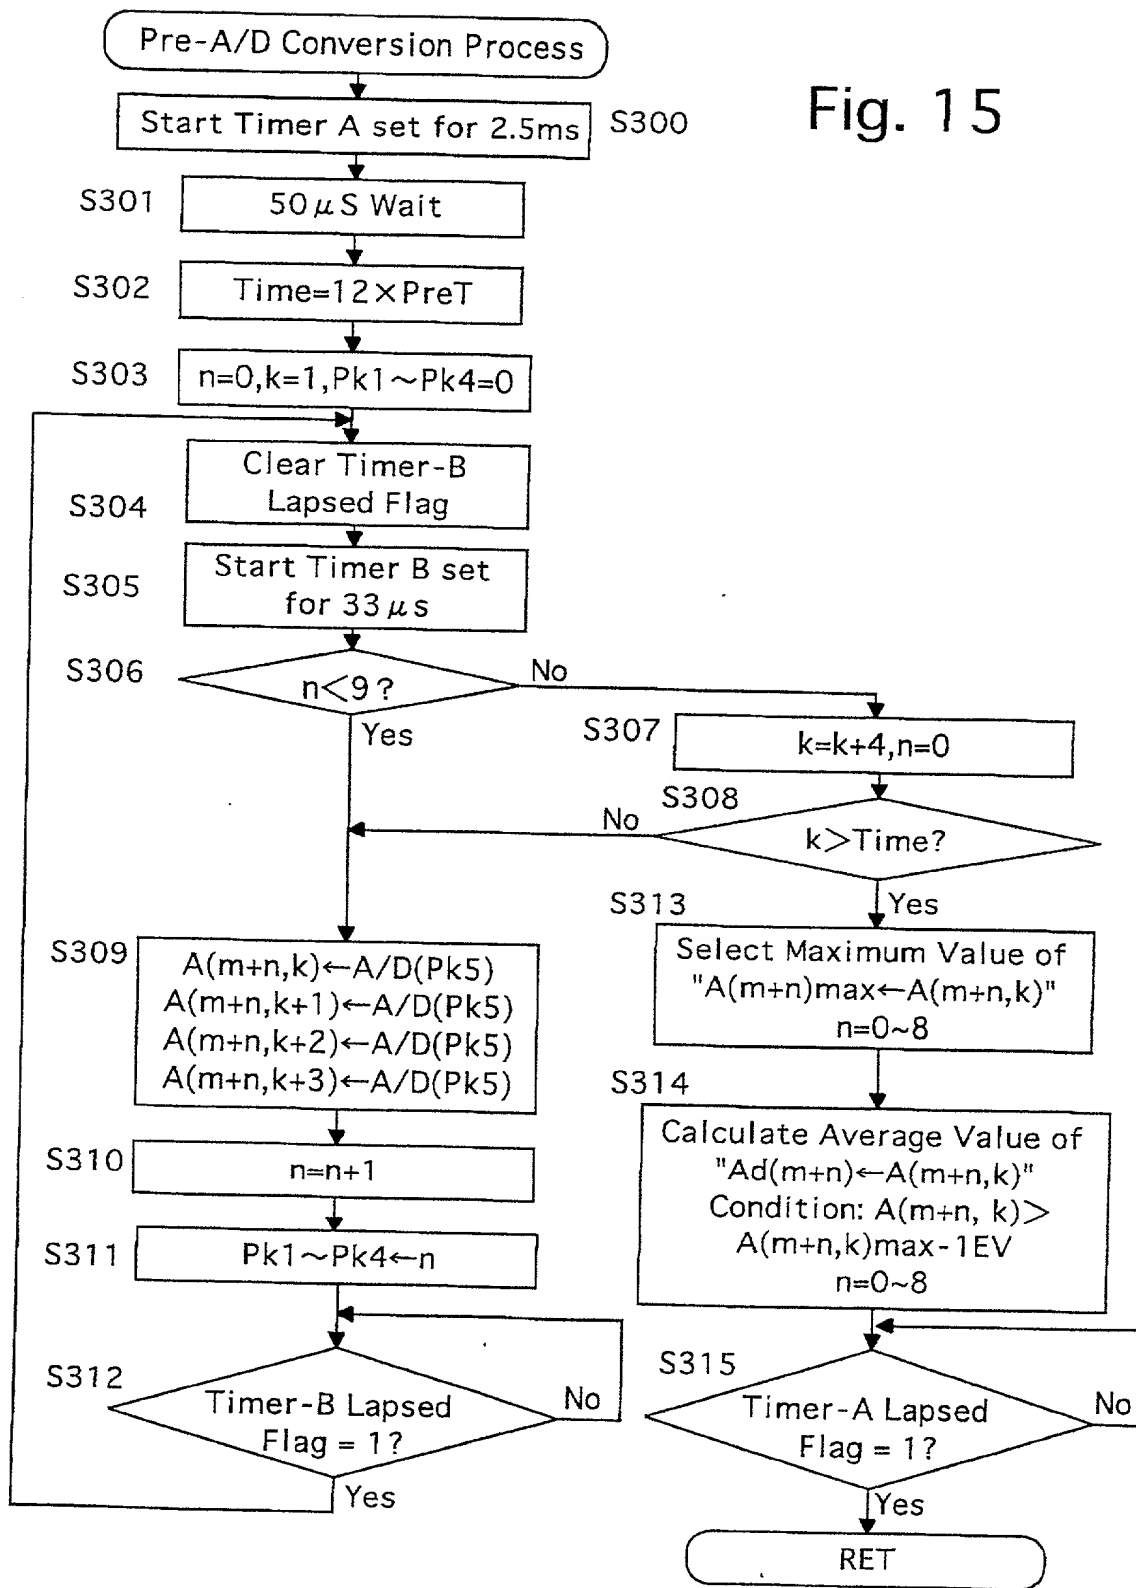 Pre-A/D Conversion Process
Fig. 15
Start Timer A set for 2.5ms
S300
S301
50μS Wait
S302
Time=12×PreT
S303
n=0,k=1,Pk1~Pk4=0
S304
Clear Timer-B
Lapsed Flag
S305
Start Timer B set
for 33μs
S306
n<9?
No
Yes
S307
k=k+4,n=0
S308
k>Time?
No
Yes
S309
A(m+n,k)←A/D(Pk5)
A(m+n,k+1)←A/D(Pk5)
A(m+n,k+2)←A/D(Pk5)
A(m+n,k+3)←A/D(Pk5)
S310
n=n+1
S311
Pk1~Pk4←n
S312
Timer-B Lapsed
Flag = 1?
No
Yes
S313
Select Maximum Value of
"A(m+n)max←A(m+n,k)"
n=0~8
S314
Calculate Average Value of
"Ad(m+n)←A(m+n,k)"
Condition: A(m+n, k)>
A(m+n,k)max-1EV
n=0~8
S315
Timer-A Lapsed
Flag = 1?
No
Yes
RET